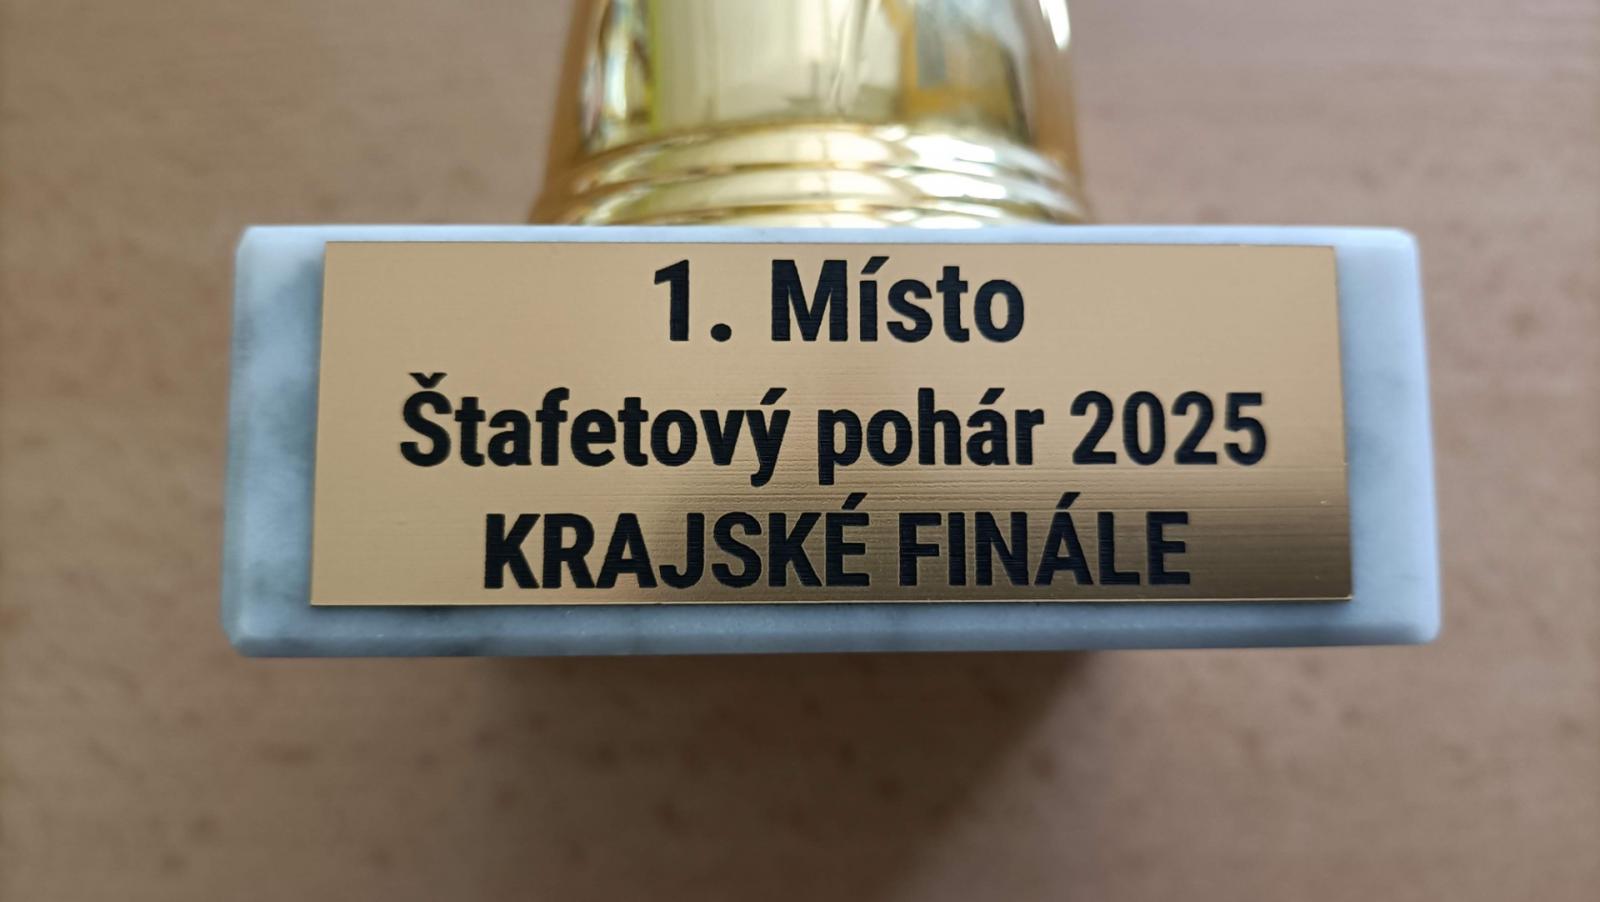 1. Místo
Štafetový pohár 2025
KRAJSKÉ FINÁLE